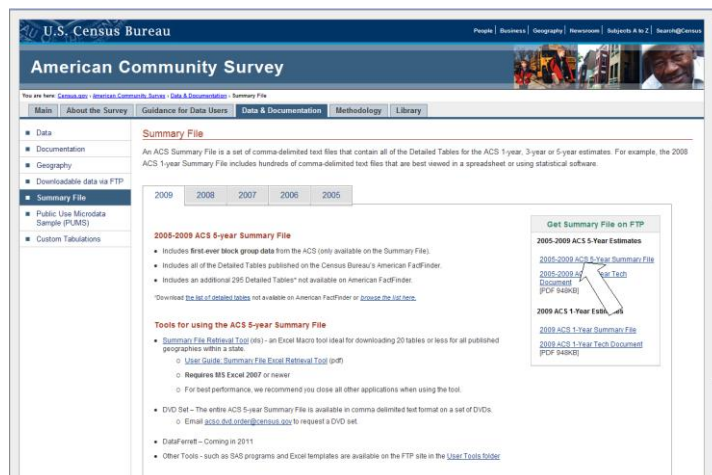 U.S. Census Bureau
People | Business | Geography | Newsroom | Subjects A to Z | Search@Census
American Community Survey
You are here: Census.gov › American Community Survey › Data & Documentation › Summary File
Main
About the Survey
Guidance for Data Users
Data & Documentation
Methodology
Library
Data
Documentation
Geography
Downloadable data via FTP
Summary File
Public Use Microdata
Sample (PUMS)
Custom Tabulations
Summary File
An ACS Summary File is a set of comma-delimited text files that contain all of the Detailed Tables for the ACS 1-year, 3-year or 5-year estimates. For example, the 2008
ACS 1-year Summary File includes hundreds of comma-delimited text files that are best viewed in a spreadsheet or using statistical software.
2009
2008
2007
2006
2005
2005-2009 ACS 5-year Summary File
Includes first-ever block group data from the ACS (only available on the Summary File).
Includes all of the Detailed Tables published on the Census Bureau's American FactFinder.
Includes an additional 295 Detailed Tables* not available on American FactFinder.
*Download the list of detailed tables not available on American FactFinder or browse the list here.
Tools for using the ACS 5-year Summary File
Summary File Retrieval Tool (xls) - an Excel Macro tool ideal for downloading 20 tables or less for all published
geographies within a state.
User Guide: Summary File Excel Retrieval Tool (pdf)
Requires MS Excel 2007 or newer
For best performance, we recommend you close all other applications when using the tool.
DVD Set – The entire ACS 5-year Summary File is available in comma delimited text format on a set of DVDs.
Email acso.dvd.order@census.gov to request a DVD set.
DataFerrett – Coming in 2011
Other Tools - such as SAS programs and Excel templates are available on the FTP site in the User Tools folder
Get Summary File on FTP
2005-2009 ACS 5-Year Estimates
2005-2009 ACS 5-Year Summary File
2005-2009 Tech
Document
[PDF 948KB]
2009 ACS 1-Year
2009 ACS 1-Year Summary File
2009 ACS 1-Year Tech Document
[PDF 698KB]